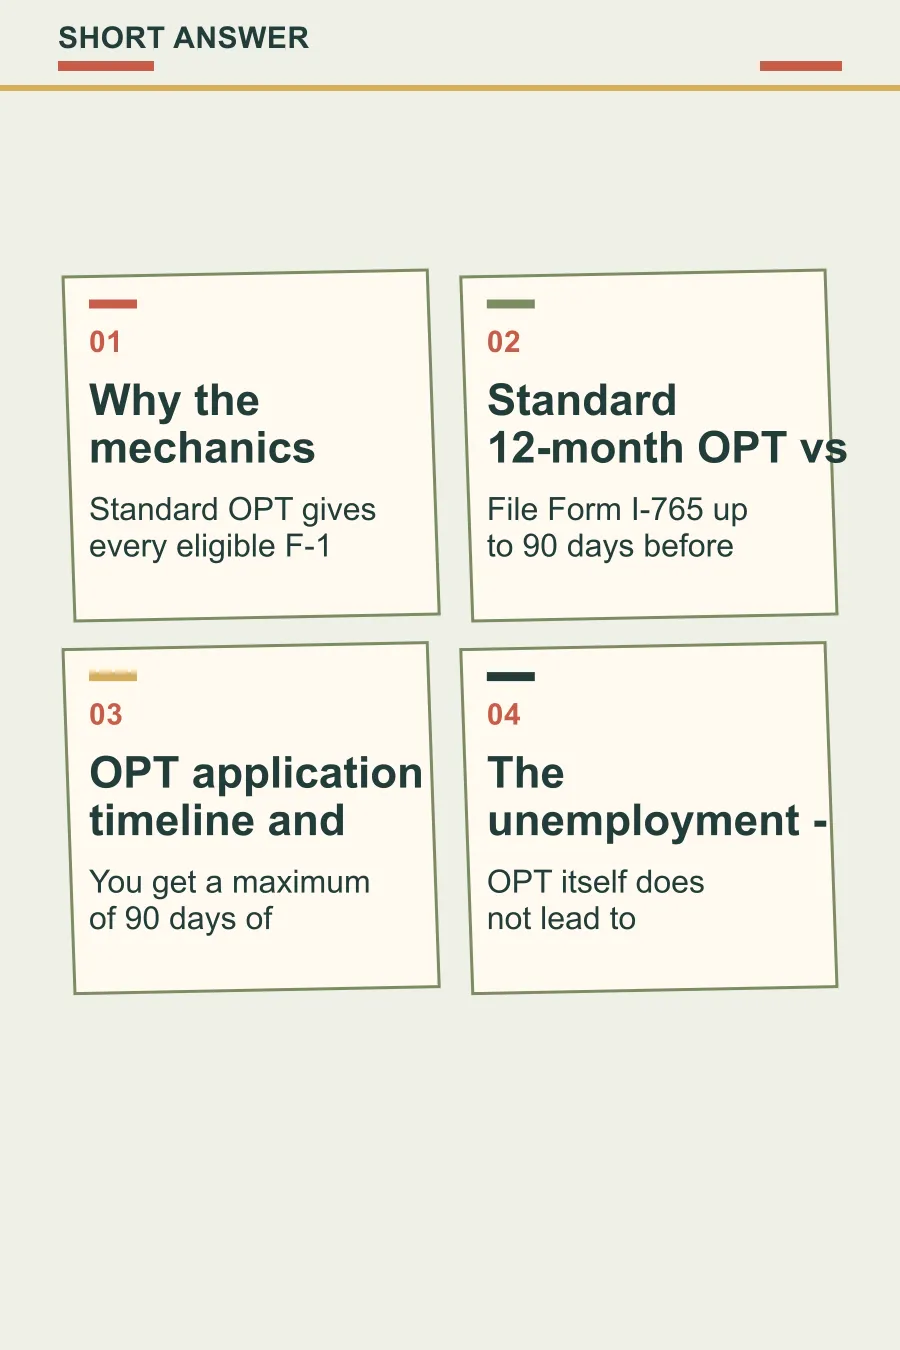 SHORT ANSWER
01
Why the
mechanics
Standard OPT gives
every eligible F-1
02
Standard
12-month OPT vs
File Form I-765 up
to 90 days before
03
OPT application
timeline and
You get a maximum
of 90 days of
04
The
unemployment -
OPT itself does
not lead to